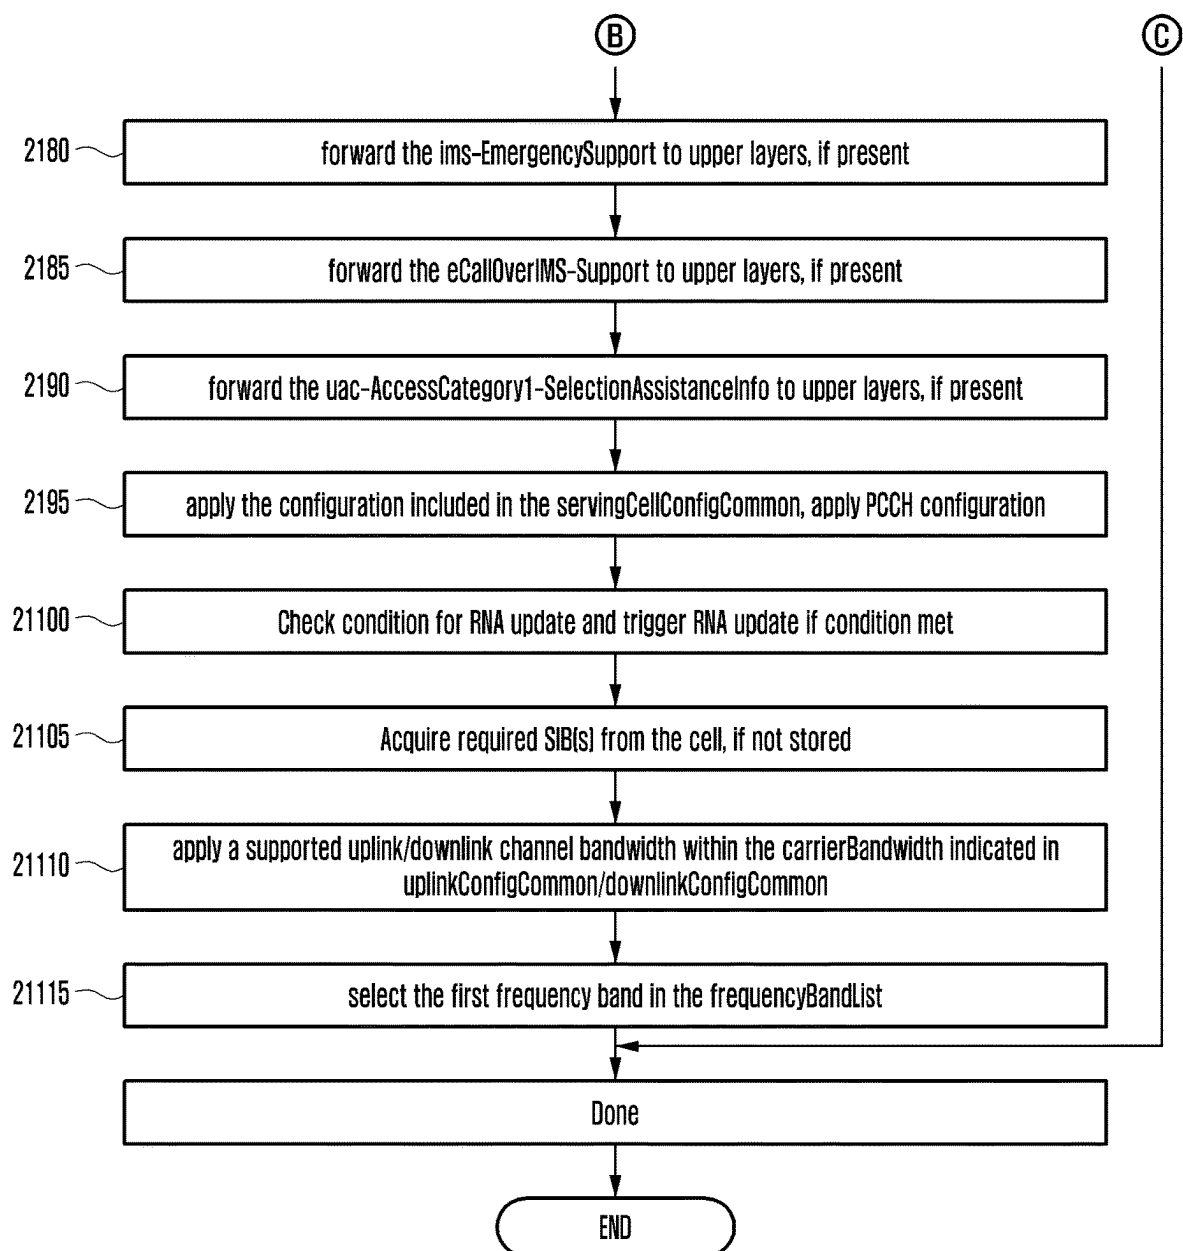 B
C
2180
forward the ims-EmergencySupport to upper layers, if present
2185
forward the eCallOverIMS-Support to upper layers, if present
2190
forward the uac-AccessCategory1-SelectionAssistanceInfo to upper layers, if present
2195
apply the configuration included in the servingCellConfigCommon, apply PCCH configuration
21100
Check condition for RNA update and trigger RNA update if condition met
21105
Acquire required SIB(s) from the cell, if not stored
21110
apply a supported uplink/downlink channel bandwidth within the carrierBandwidth indicated in
uplinkConfigCommon/downlinkConfigCommon
21115
select the first frequency band in the frequencyBandList
Done
END